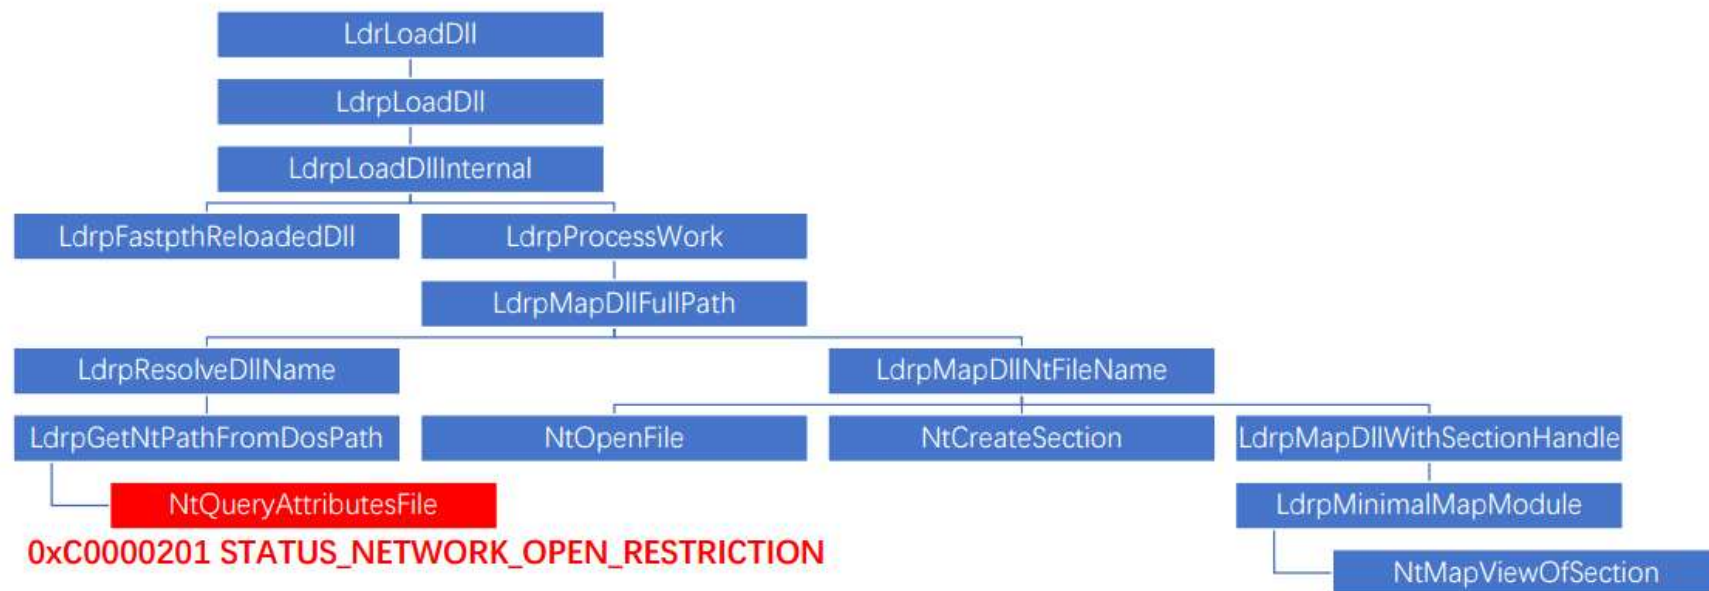 LdrLoadDll
LdrpLoadDll
LdrpLoadDllInternal
LdrpFastpthReloadedDll
LdrpProcessWork
LdrpMapDllFullPath
LdrpResolveDllName
LdrpMapDllNtFileName
LdrpGetNtPathFromDosPath
NtOpenFile
NtCreateSection
LdrpMapDllWithSectionHandle
NtQueryAttributesFile
LdrpMinimalMapModule
0xC0000201 STATUS_NETWORK_OPEN_RESTRICTION
NtMapViewOfSection